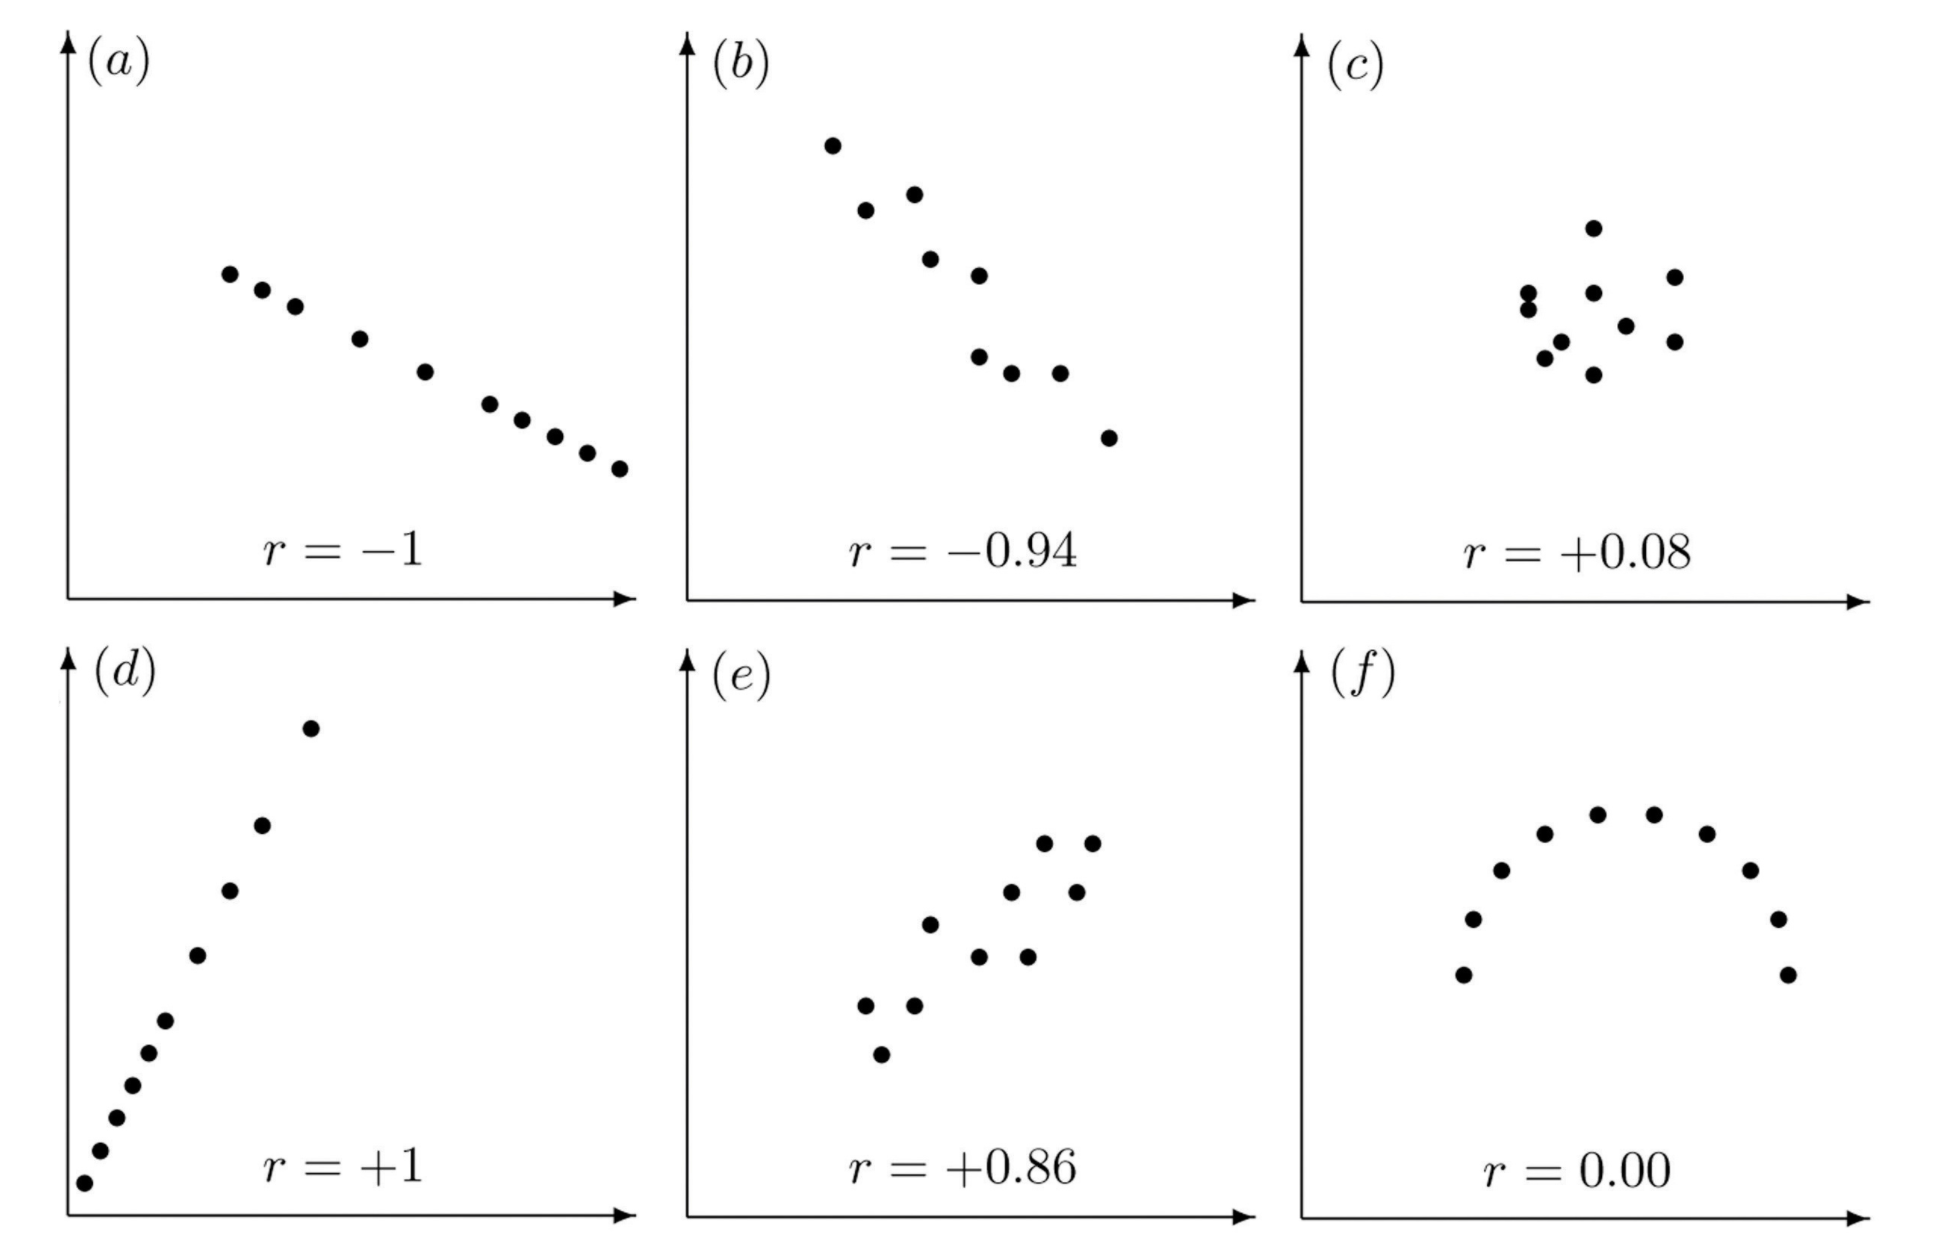 (a)
r = −1
(b)
r = −0.94
(c)
r = +0.08
(d)
r = +1
(e)
r = +0.86
(f)
r = 0.00